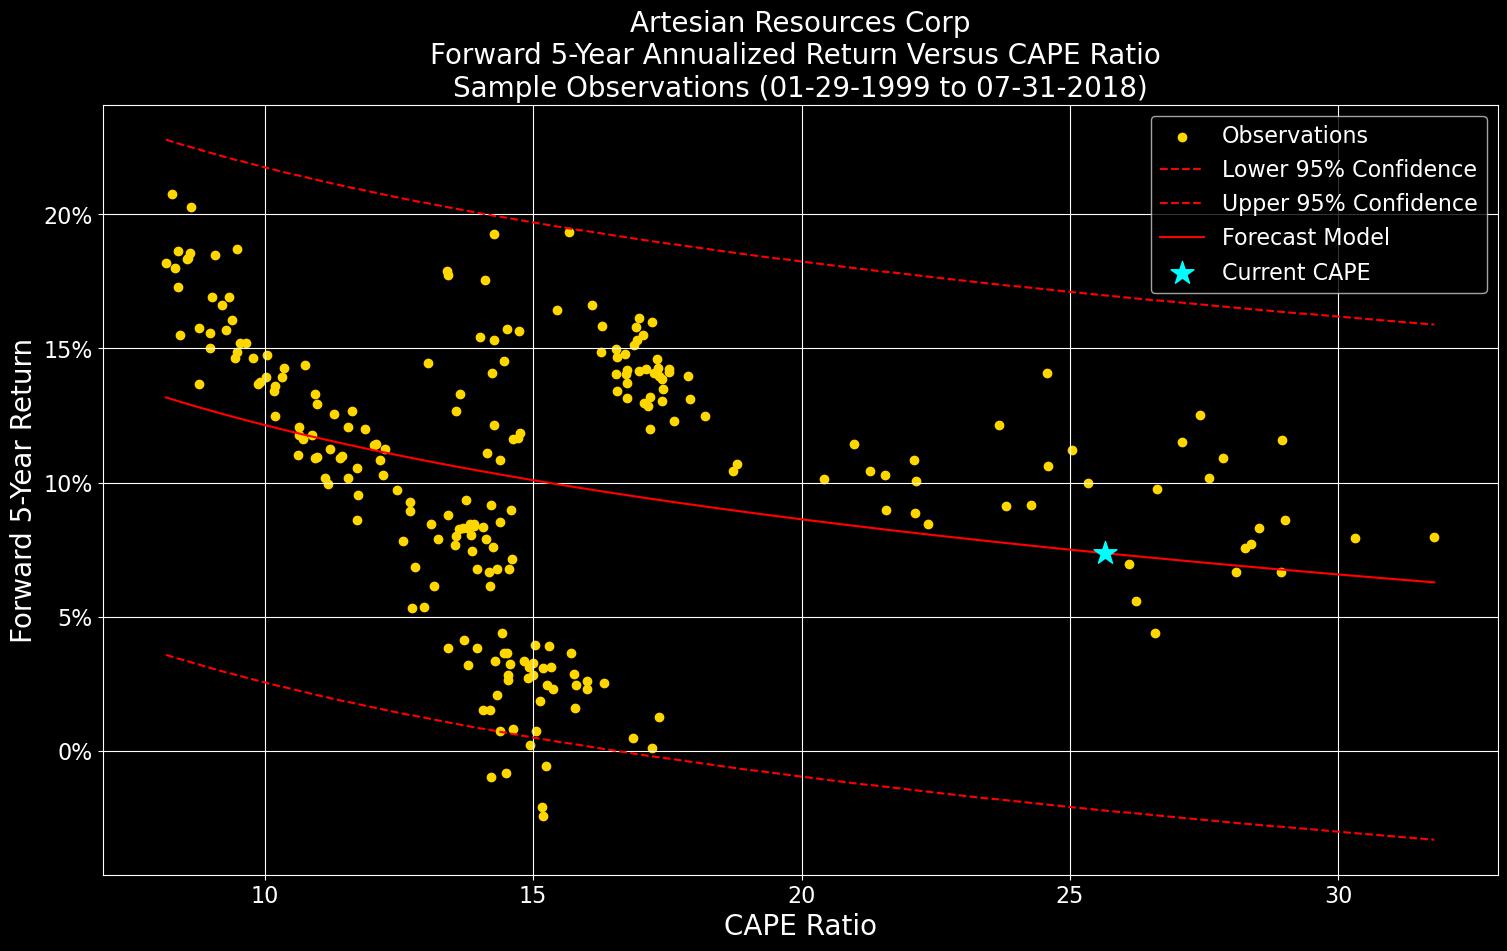 Artesian Resources Corp
Forward 5-Year Annualized Return Versus CAPE Ratio
Sample Observations (01-29-1999 to 07-31-2018)
Observations
Lower 95% Confidence
Upper 95% Confidence
Forecast Model
Current CAPE
Forward 5-Year Return
20%
15%
10%
5%
0%
10
15
20
25
30
CAPE Ratio